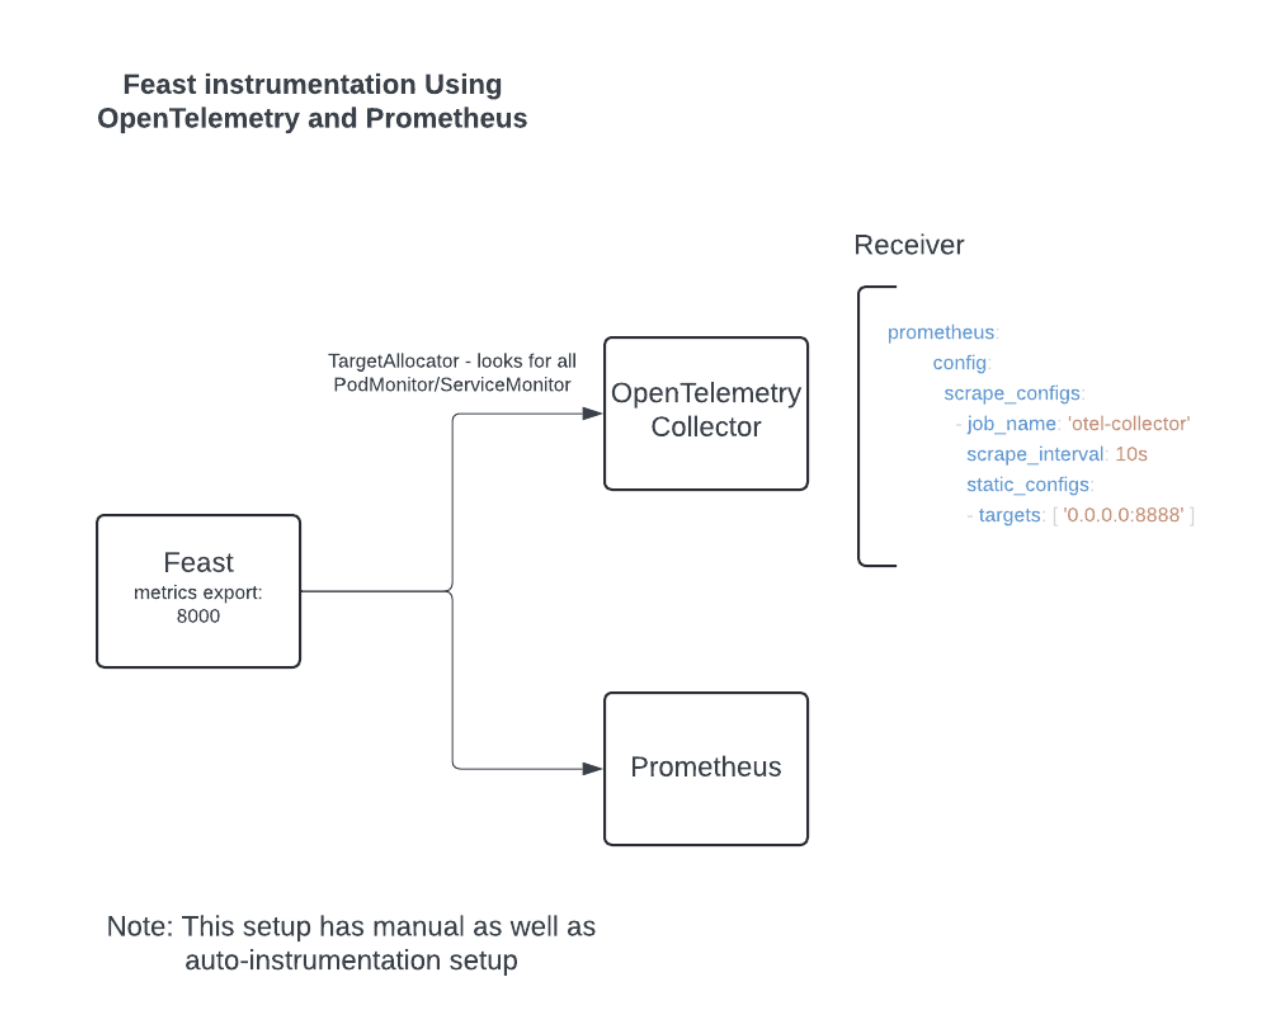 Feast instrumentation Using
OpenTelemetry and Prometheus
Receiver
prometheus:
config:
scrape_configs:
- job_name: 'otel-collector'
scrape_interval: 10s
static_configs:
- targets: [ '0.0.0.0:8888' ]
TargetAllocator - looks for all
PodMonitor/ServiceMonitor
OpenTelemetry
Collector
Feast
metrics export:
8000
Prometheus
Note: This setup has manual as well as
auto-instrumentation setup